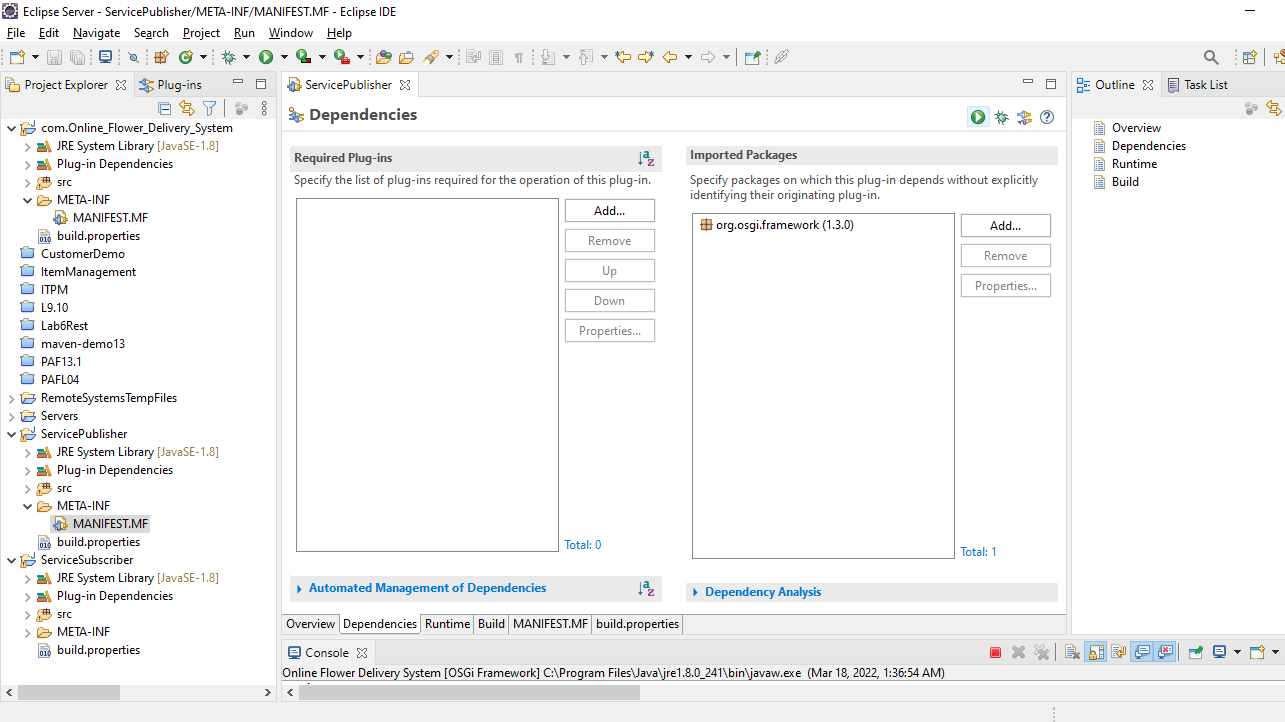 Eclipse Server - ServicePublisher/META-INF/MANIFEST.MF - Eclipse IDE
File Edit Navigate Search Project Run Window Help
Project Explorer
Plug-ins
com.Online_Flower_Delivery_System
JRE System Library [JavaSE-1.8]
Plug-in Dependencies
src
META-INF
MANIFEST.MF
build.properties
CustomerDemo
ItemManagement
ITPM
L9.10
Lab6Rest
maven-demo13
PAF13.1
PAFL04
RemoteSystemsTempFiles
Servers
ServicePublisher
JRE System Library [JavaSE-1.8]
Plug-in Dependencies
src
META-INF
MANIFEST.MF
build.properties
ServiceSubscriber
JRE System Library [JavaSE-1.8]
Plug-in Dependencies
src
META-INF
build.properties
ServicePublisher
Dependencies
Required Plug-ins
Specify the list of plug-ins required for the operation of this plug-in.
Add...
Remove
Up
Down
Properties...
Total: 0
Automated Management of Dependencies
Imported Packages
Specify packages on which this plug-in depends without explicitly
identifying their originating plug-in.
org.osgi.framework (1.3.0)
Add...
Remove
Properties...
Total: 1
Dependency Analysis
Overview Dependencies Runtime Build MANIFEST.MF build.properties
Console
Online Flower Delivery System [OSGi Framework] C:\Program Files\Java\jre1.8.0_241\bin\javaw.exe (Mar 18, 2022, 1:36:54 AM)
Outline
Task List
Overview
Dependencies
Runtime
Build